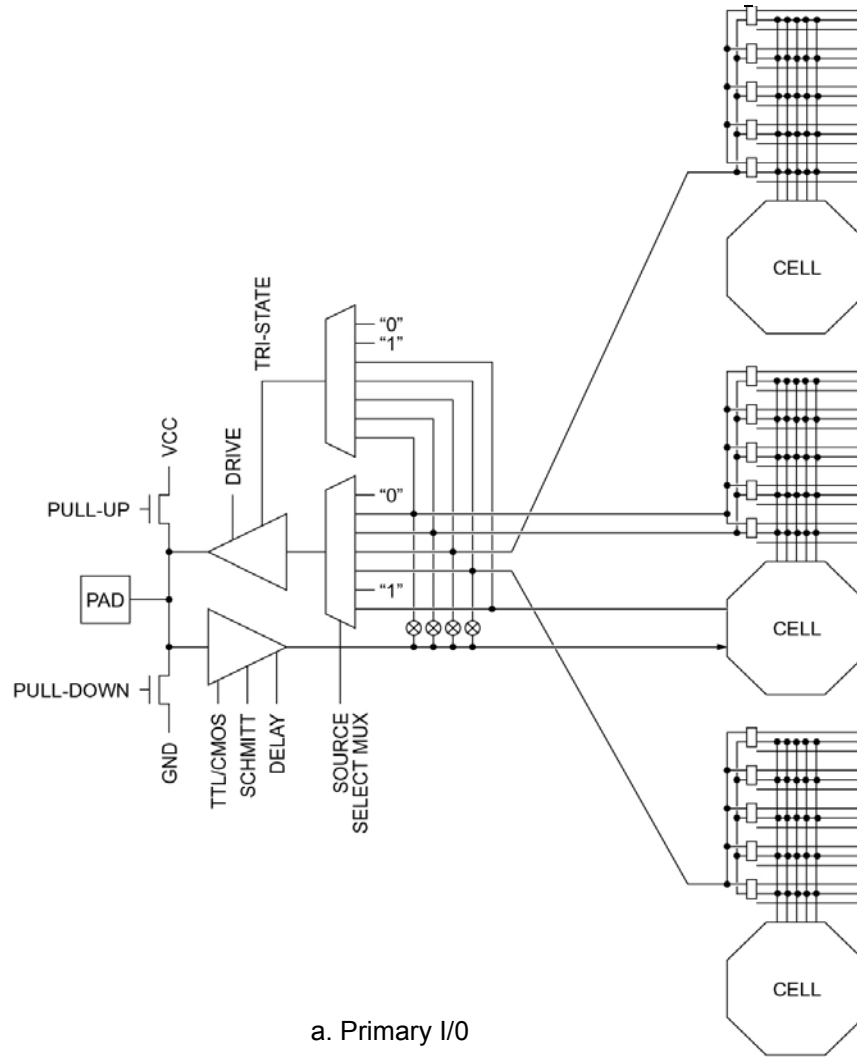 CELL
"0"
"1"
TRI-STATE
VCC
DRIVE
"0"
PULL-UP
"1"
PAD
CELL
PULL-DOWN
GND
TTL/CMOS
SCHMITT
DELAY
SOURCE
SELECT MUX
CELL
a. Primary I/0